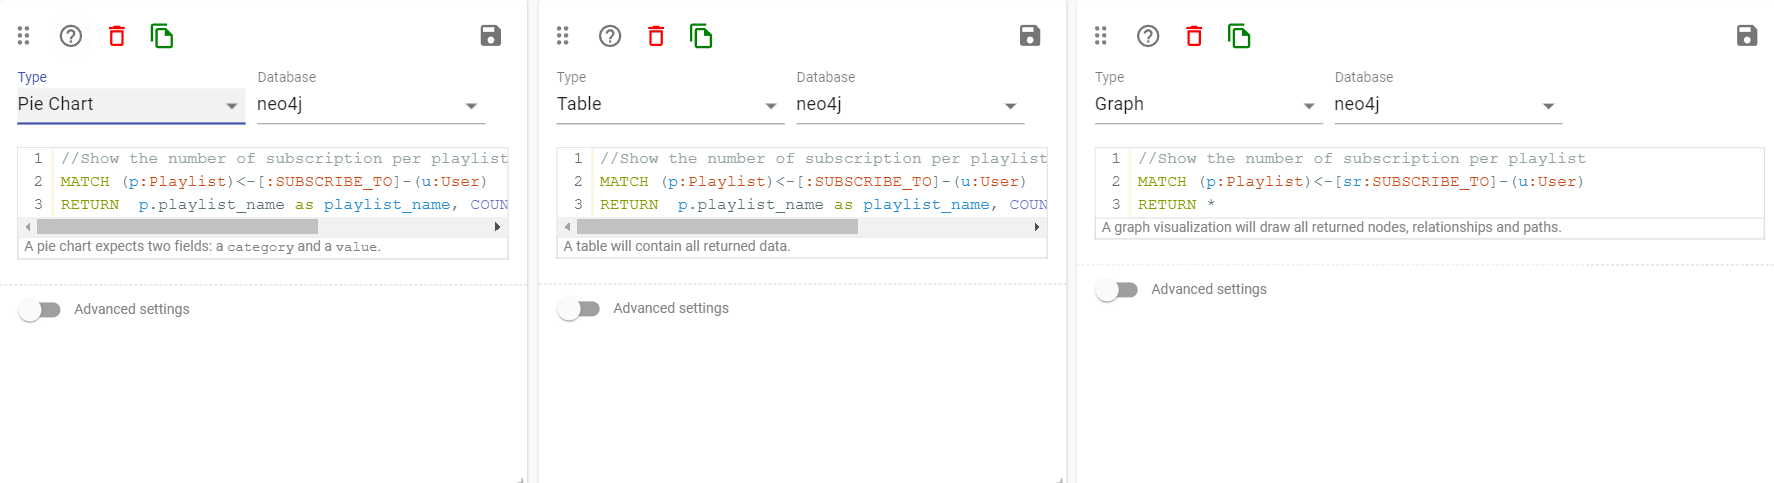 Type
Database
Pie Chart
neo4j
1 //Show the number of subscription per playlist
2 MATCH (p:Playlist)<-[:SUBSCRIBE_TO]-(u:User)
3 RETURN  p.playlist_name as playlist_name, COUN
A pie chart expects two fields: a category and a value.
Advanced settings
Type
Database
Table
neo4j
1 //Show the number of subscription per playlist
2 MATCH (p:Playlist)<-[:SUBSCRIBE_TO]-(u:User)
3 RETURN  p.playlist_name as playlist_name, COUN
A table will contain all returned data.
Advanced settings
Type
Database
Graph
neo4j
1 //Show the number of subscription per playlist
2 MATCH (p:Playlist)<-[sr:SUBSCRIBE_TO]-(u:User)
3 RETURN *
A graph visualization will draw all returned nodes, relationships and paths.
Advanced settings